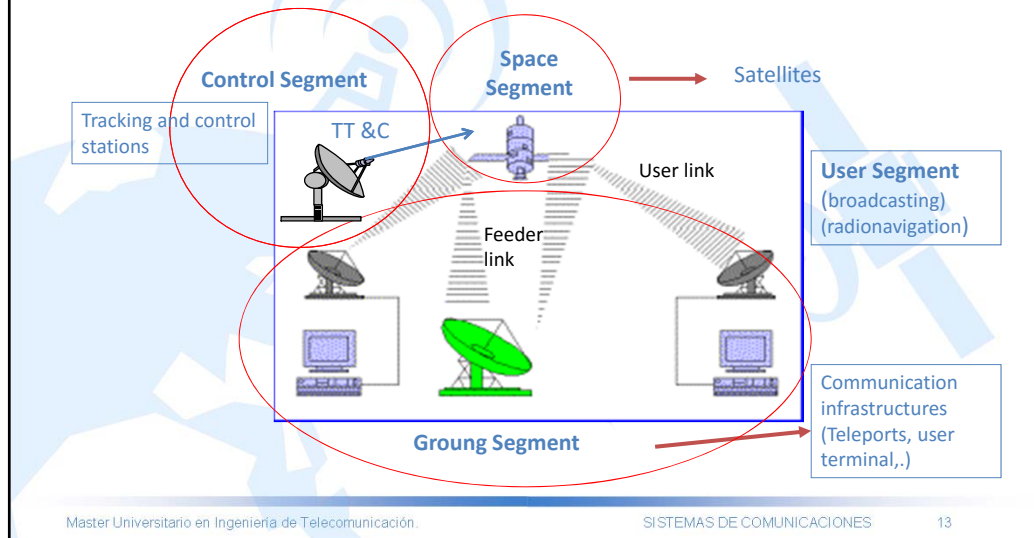 Control Segment
Space
Segment
Satellites
Tracking and control
stations
TT &C
User link
User Segment
(broadcasting)
(radionavigation)
Feeder
link
Communication
infrastructures
(Teleports, user
terminal,.)
Groung Segment
Master Universitario en Ingeniería de Telecomunicación.
SISTEMAS DE COMUNICACIONES
13